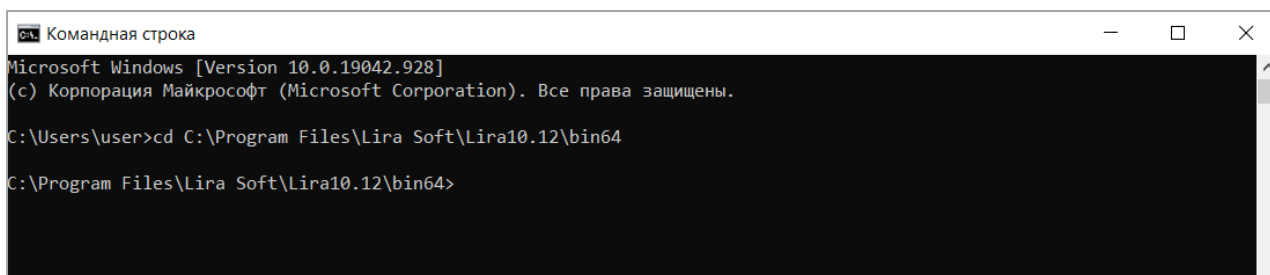 Командная строка
Microsoft Windows [Version 10.0.19042.928]
(c) Корпорация Майкрософт (Microsoft Corporation). Все права защищены.
C:\Users\user>cd C:\Program Files\Lira Soft\Lira10.12\bin64
C:\Program Files\Lira Soft\Lira10.12\bin64>